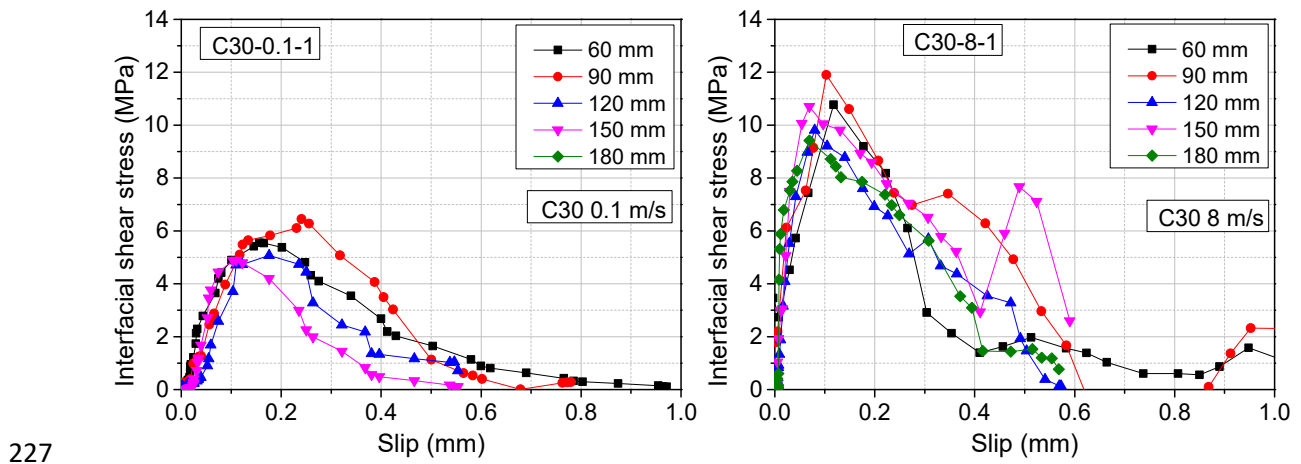 C30-0.1-1
60 mm
90 mm
120 mm
150 mm
180 mm
C30 0.1 m/s
Interfacial shear stress (MPa)
14
12
10
8
6
4
2
0
0.0 0.2 0.4 0.6 0.8 1.0
Slip (mm)
C30-8-1
60 mm
90 mm
120 mm
150 mm
180 mm
C30 8 m/s
Interfacial shear stress (MPa)
14
12
10
8
6
4
2
0
0.0 0.2 0.4 0.6 0.8 1.0
Slip (mm)
227